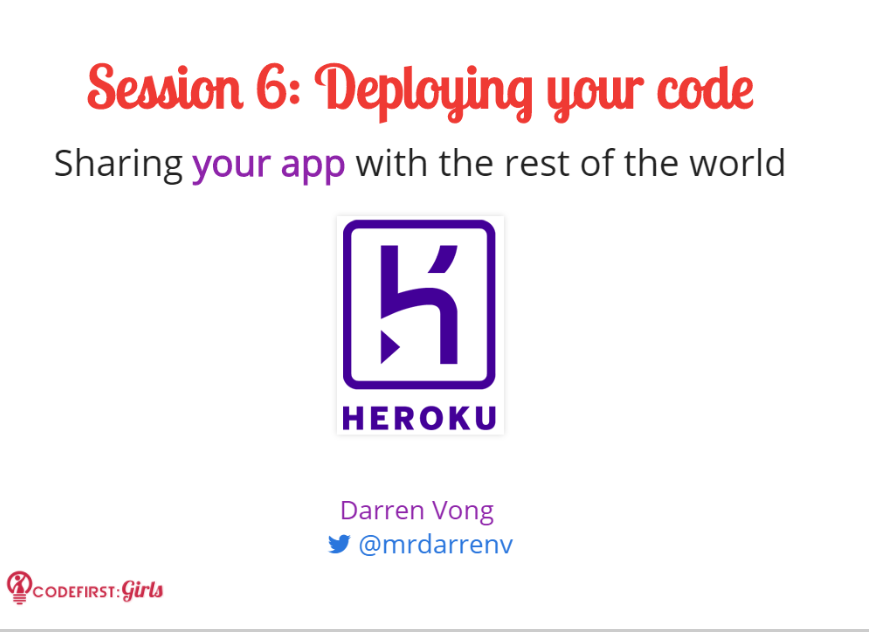 Session 6: Deploying your code
Sharing your app with the rest of the world
HEROKU
Darren Vong
@mrdarrenv
CODEFIRST:Girls